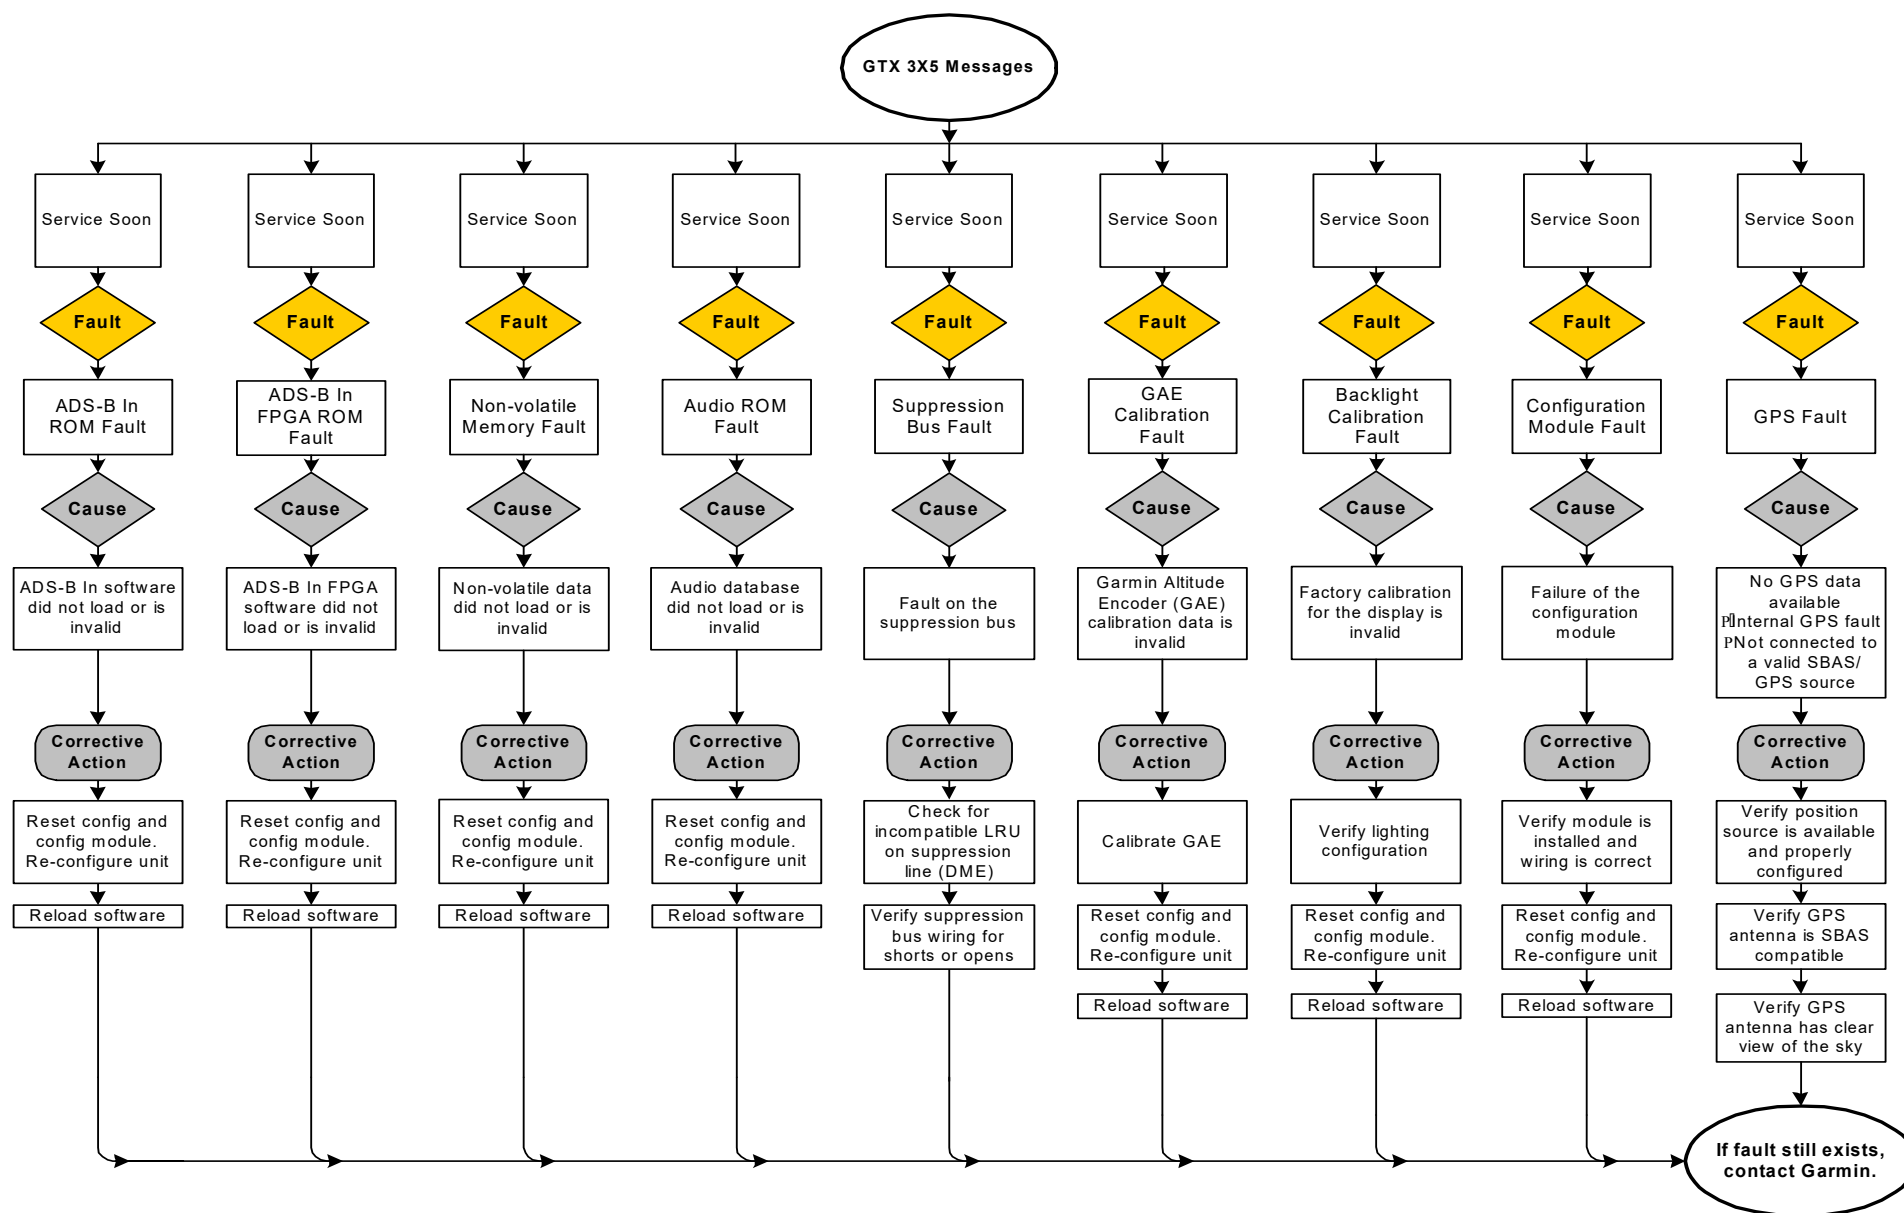 GTX 3X5 Messages
Service Soon
Service Soon
Service Soon
Service Soon
Service Soon
Service Soon
Service Soon
Service Soon
Service Soon
Fault
Fault
Fault
Fault
Fault
Fault
Fault
Fault
Fault
ADS-B In
ROM Fault
ADS-B In
FPGA ROM
Fault
Non-volatile
Memory Fault
Audio ROM
Fault
Suppression
Bus Fault
GAE
Calibration
Fault
Backlight
Calibration
Fault
Configuration
Module Fault
GPS Fault
Cause
Cause
Cause
Cause
Cause
Cause
Cause
Cause
Cause
ADS-B In software
did not load or is
invalid
ADS-B In FPGA
software did not
load or is invalid
Non-volatile data
did not load or is
invalid
Audio database
did not load or is
invalid
Fault on the
suppression bus
Garmin Altitude
Encoder (GAE)
calibration data is
invalid
Factory calibration
for the display is
invalid
Failure of the
configuration
module
No GPS data
available
Internal GPS fault
PNot connected to
a valid SBAS/
GPS source
Corrective
Action
Corrective
Action
Corrective
Action
Corrective
Action
Corrective
Action
Corrective
Action
Corrective
Action
Corrective
Action
Corrective
Action
Reset config and
config module.
Re-configure unit
Reset config and
config module.
Re-configure unit
Reset config and
config module.
Re-configure unit
Reset config and
config module.
Re-configure unit
Check for
incompatible LRU
on suppression
line (DME)
Calibrate GAE
Verify lighting
configuration
Verify module is
installed and
wiring is correct
Verify position
source is available
and properly
configured
Reload software
Reload software
Reload software
Reload software
Verify suppression
bus wiring for
shorts or opens
Reset config and
config module.
Re-configure unit
Reset config and
config module.
Re-configure unit
Reset config and
config module.
Re-configure unit
Verify GPS
antenna is SBAS
compatible
Reload software
Reload software
Reload software
Verify GPS
antenna has clear
view of the sky
If fault still exists,
contact Garmin.